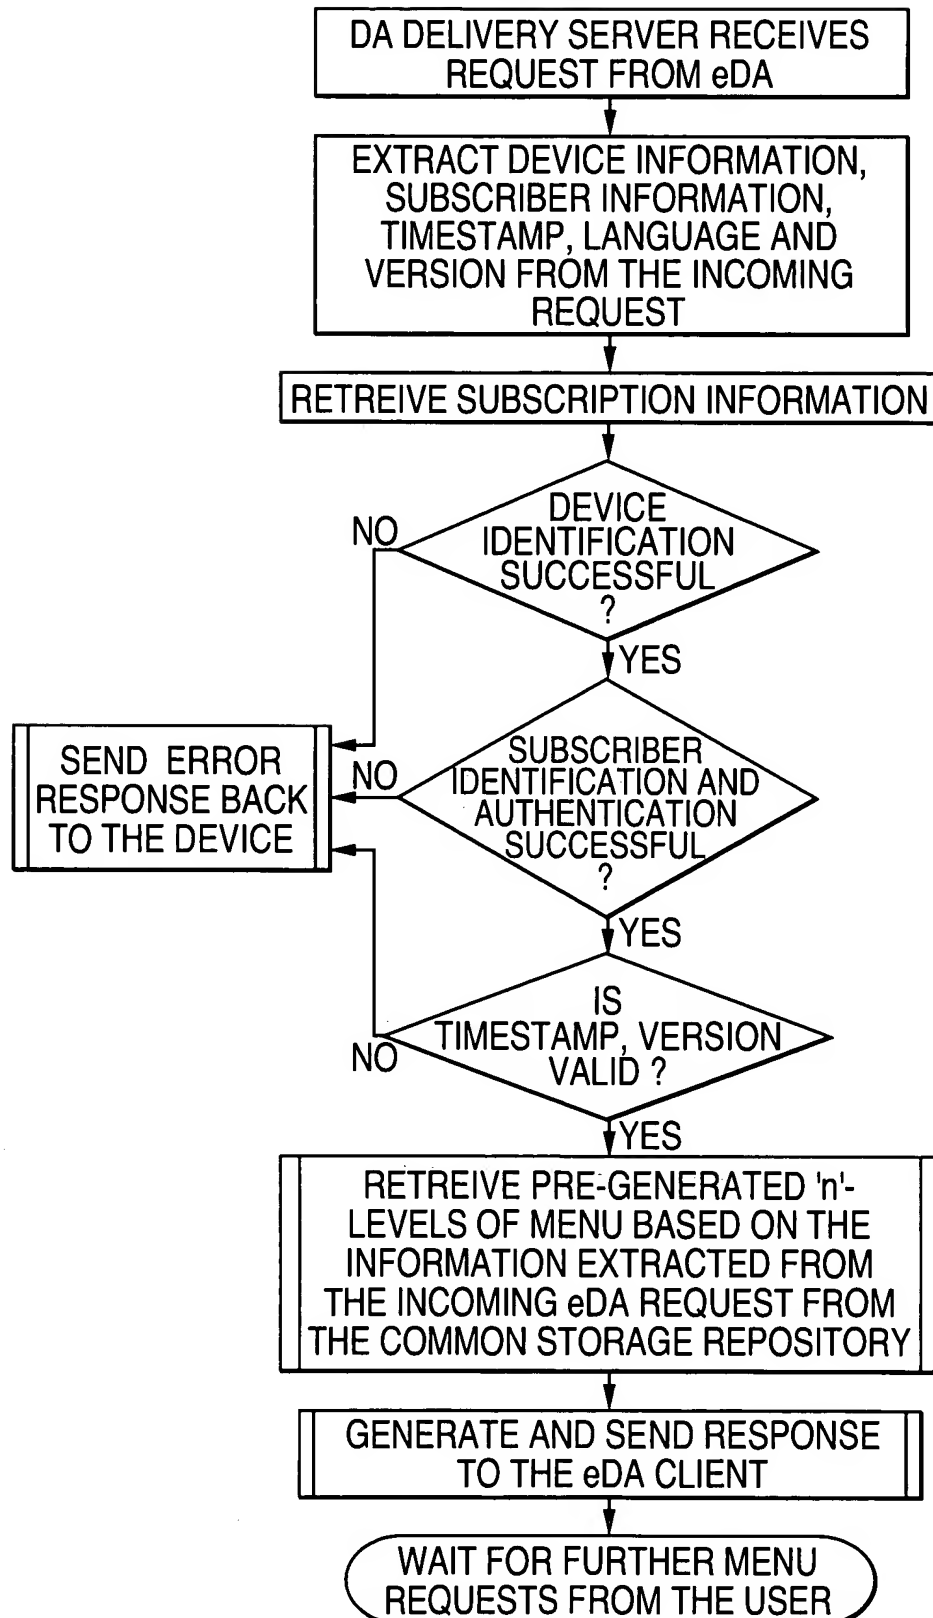 DA DELIVERY SERVER RECEIVES
REQUEST FROM eDA
EXTRACT DEVICE INFORMATION,
SUBSCRIBER INFORMATION,
TIMESTAMP, LANGUAGE AND
VERSION FROM THE INCOMING
REQUEST
RETREIVE SUBSCRIPTION INFORMATION
DEVICE
IDENTIFICATION
SUCCESSFUL
?
NO
YES
SUBSCRIBER
IDENTIFICATION AND
AUTHENTICATION
SUCCESSFUL
?
NO
SEND ERROR
RESPONSE BACK
TO THE DEVICE
YES
IS
TIMESTAMP, VERSION
VALID ?
NO
YES
RETREIVE PRE-GENERATED 'n'-
LEVELS OF MENU BASED ON THE
INFORMATION EXTRACTED FROM
THE INCOMING eDA REQUEST FROM
THE COMMON STORAGE REPOSITORY
GENERATE AND SEND RESPONSE
TO THE eDA CLIENT
WAIT FOR FURTHER MENU
REQUESTS FROM THE USER